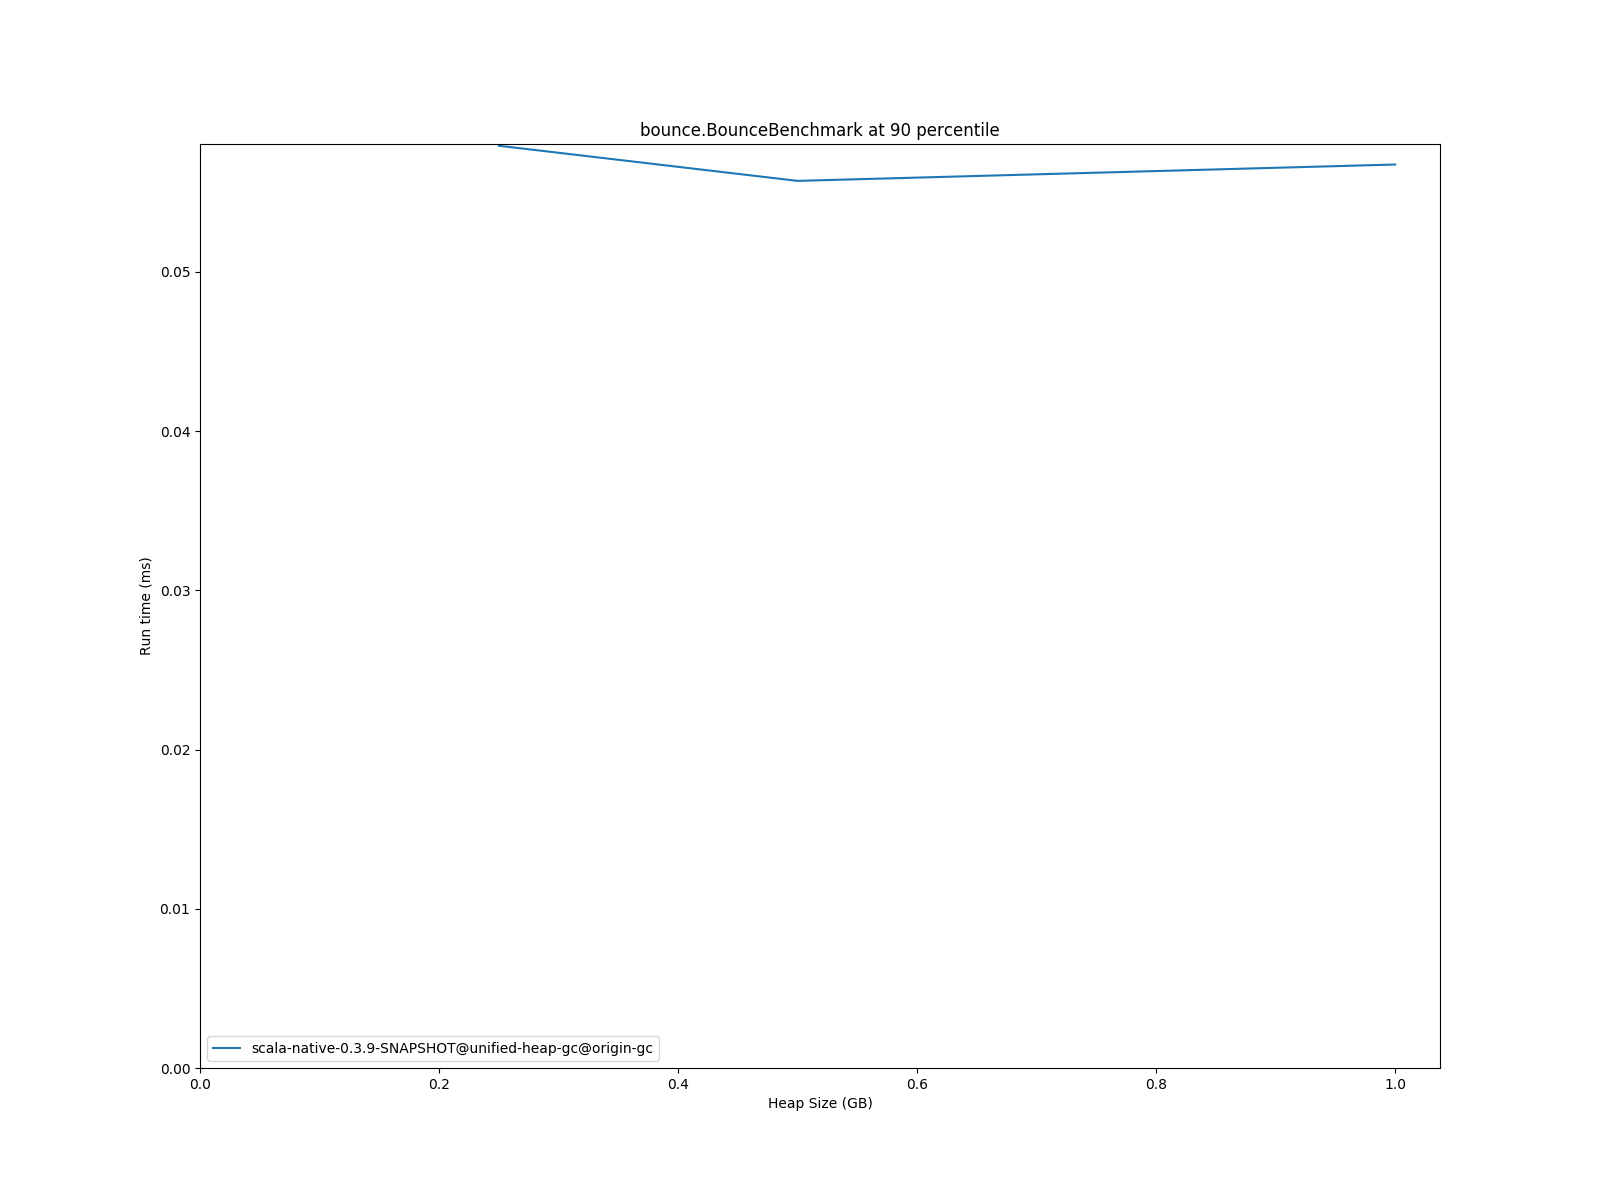 bounce.BounceBenchmark at 90 percentile
0.05
0.04
0.03
0.02
0.01
0.00
Run time (ms)
scala-native-0.3.9-SNAPSHOT@unified-heap-gc@origin-gc
0.0 0.2 0.4 0.6 0.8 1.0
Heap Size (GB)